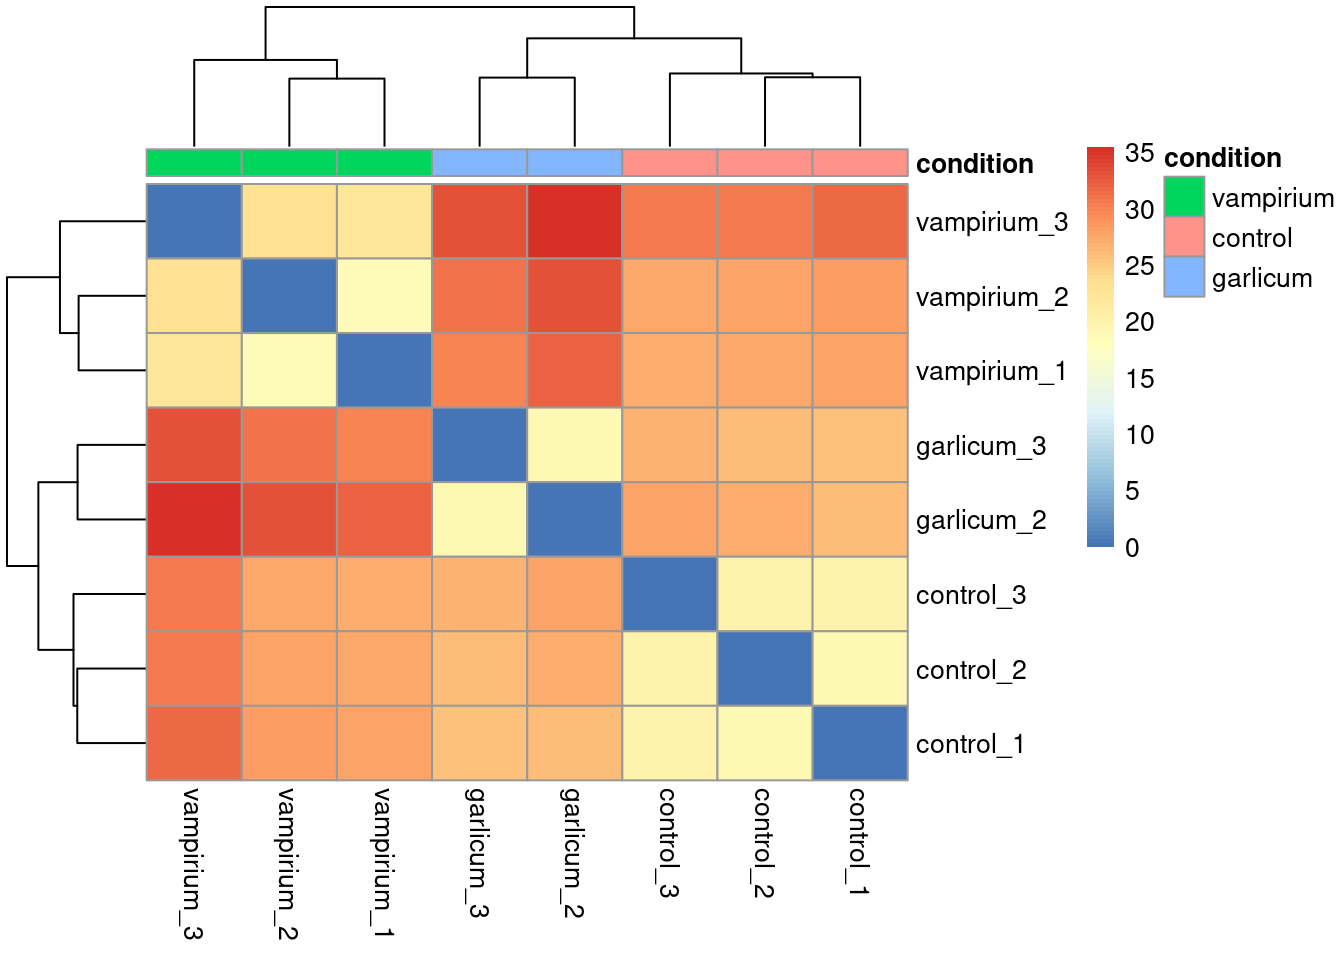 condition
vampirium_3
vampirium_2
vampirium_1
garlicum_3
garlicum_2
control_3
control_2
control_1
vampirium_3
vampirium_2
vampirium_1
garlicum_3
garlicum_2
control_3
control_2
control_1
35
30
25
20
15
10
5
0
condition
vampirium
control
garlicum